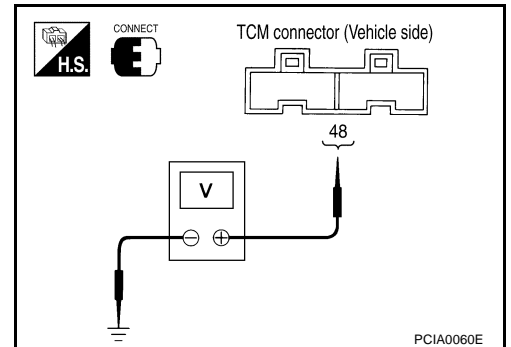 CONNECT
H.S.
TCM connector (Vehicle side)
48
V
− +
PCIA0060E